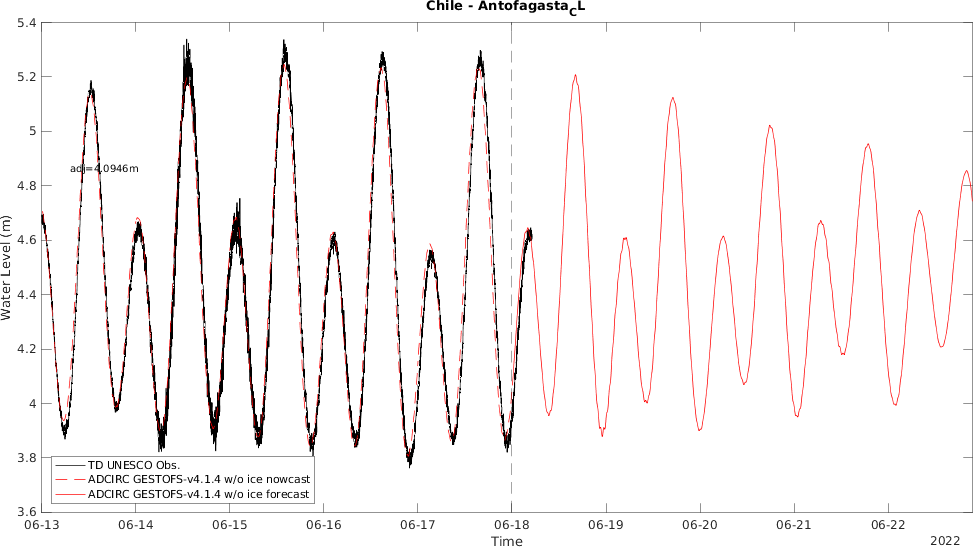 Chile - AntofagastaCL
5.4
5.2
5
4.8
4.6
4.4
4.2
4
3.8
3.6
Water Level (m)
adj=4.0946m
TD UNESCO Obs.
ADCIRC GESTOFS-v4.1.4 w/o ice nowcast
ADCIRC GESTOFS-v4.1.4 w/o ice forecast
06-13 06-14 06-15 06-16 06-17 06-18 06-19 06-20 06-21 06-22
Time
2022